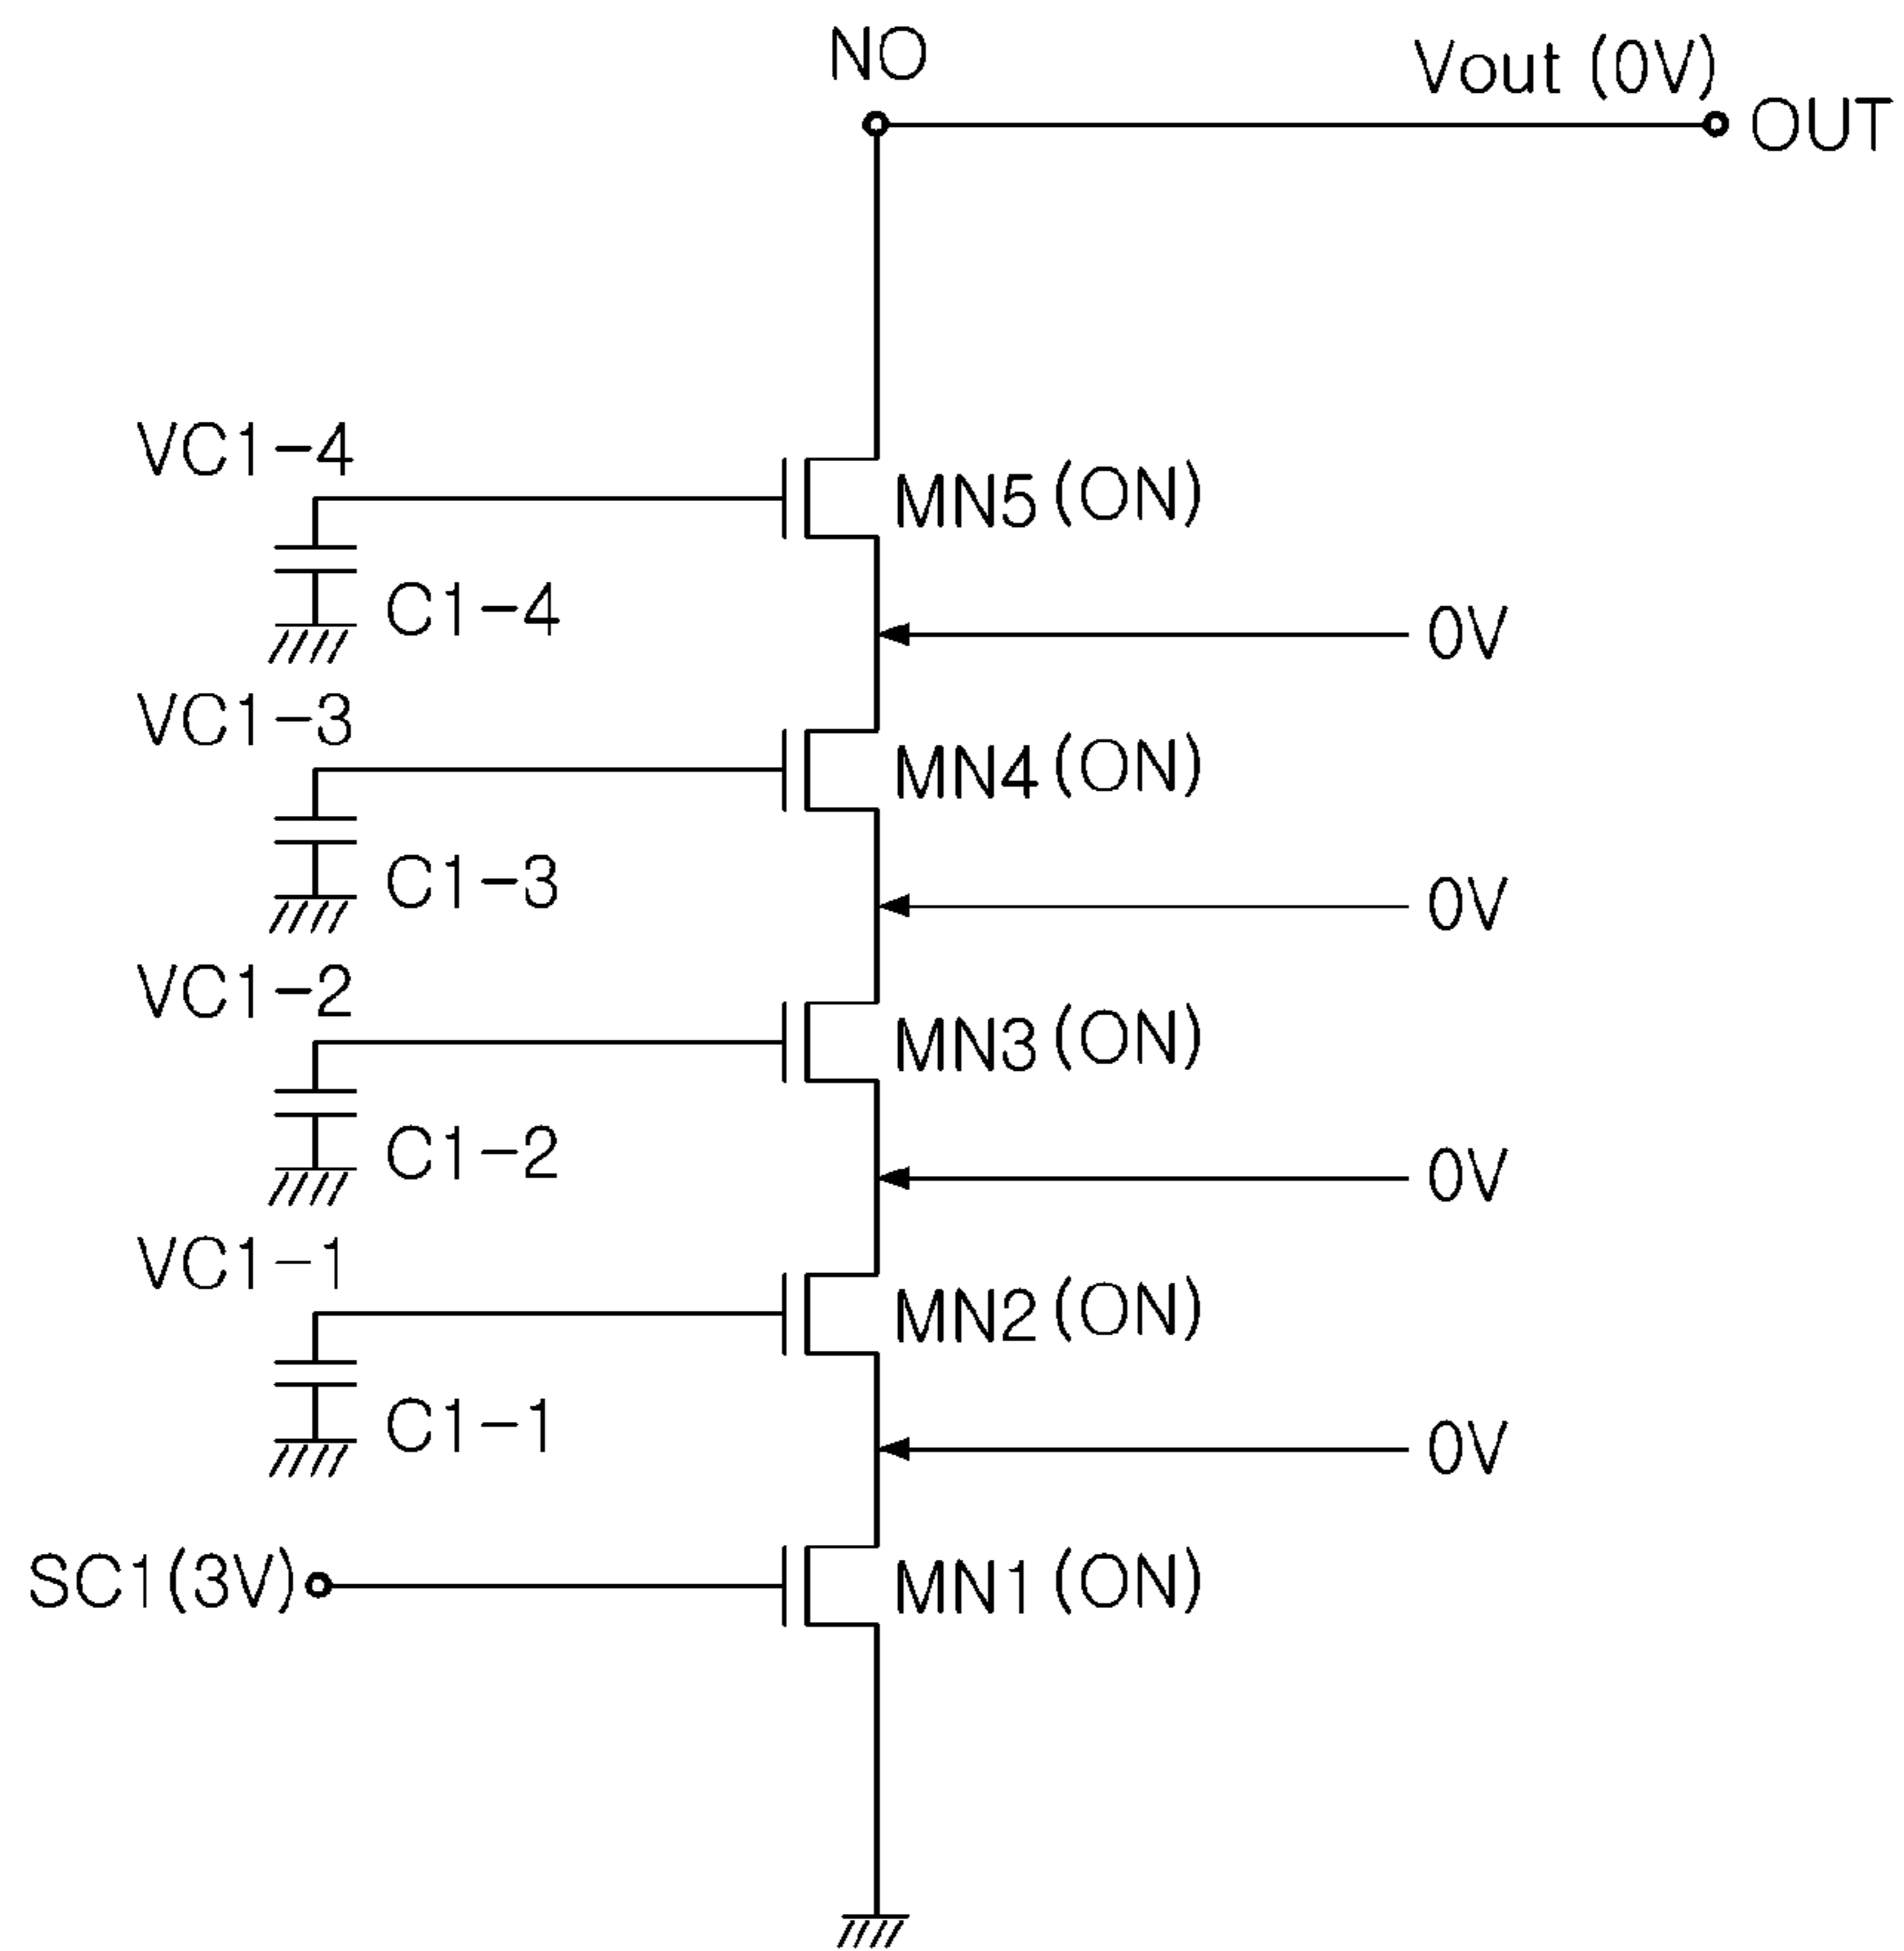 NO
Vout (0V)
OUT
VC1-4
MN5(ON)
C1-4
0V
VC1-3
MN4(ON)
C1-3
0V
VC1-2
MN3(ON)
C1-2
0V
VC1-1
MN2(ON)
C1-1
0V
SC1(3V)
MN1(ON)